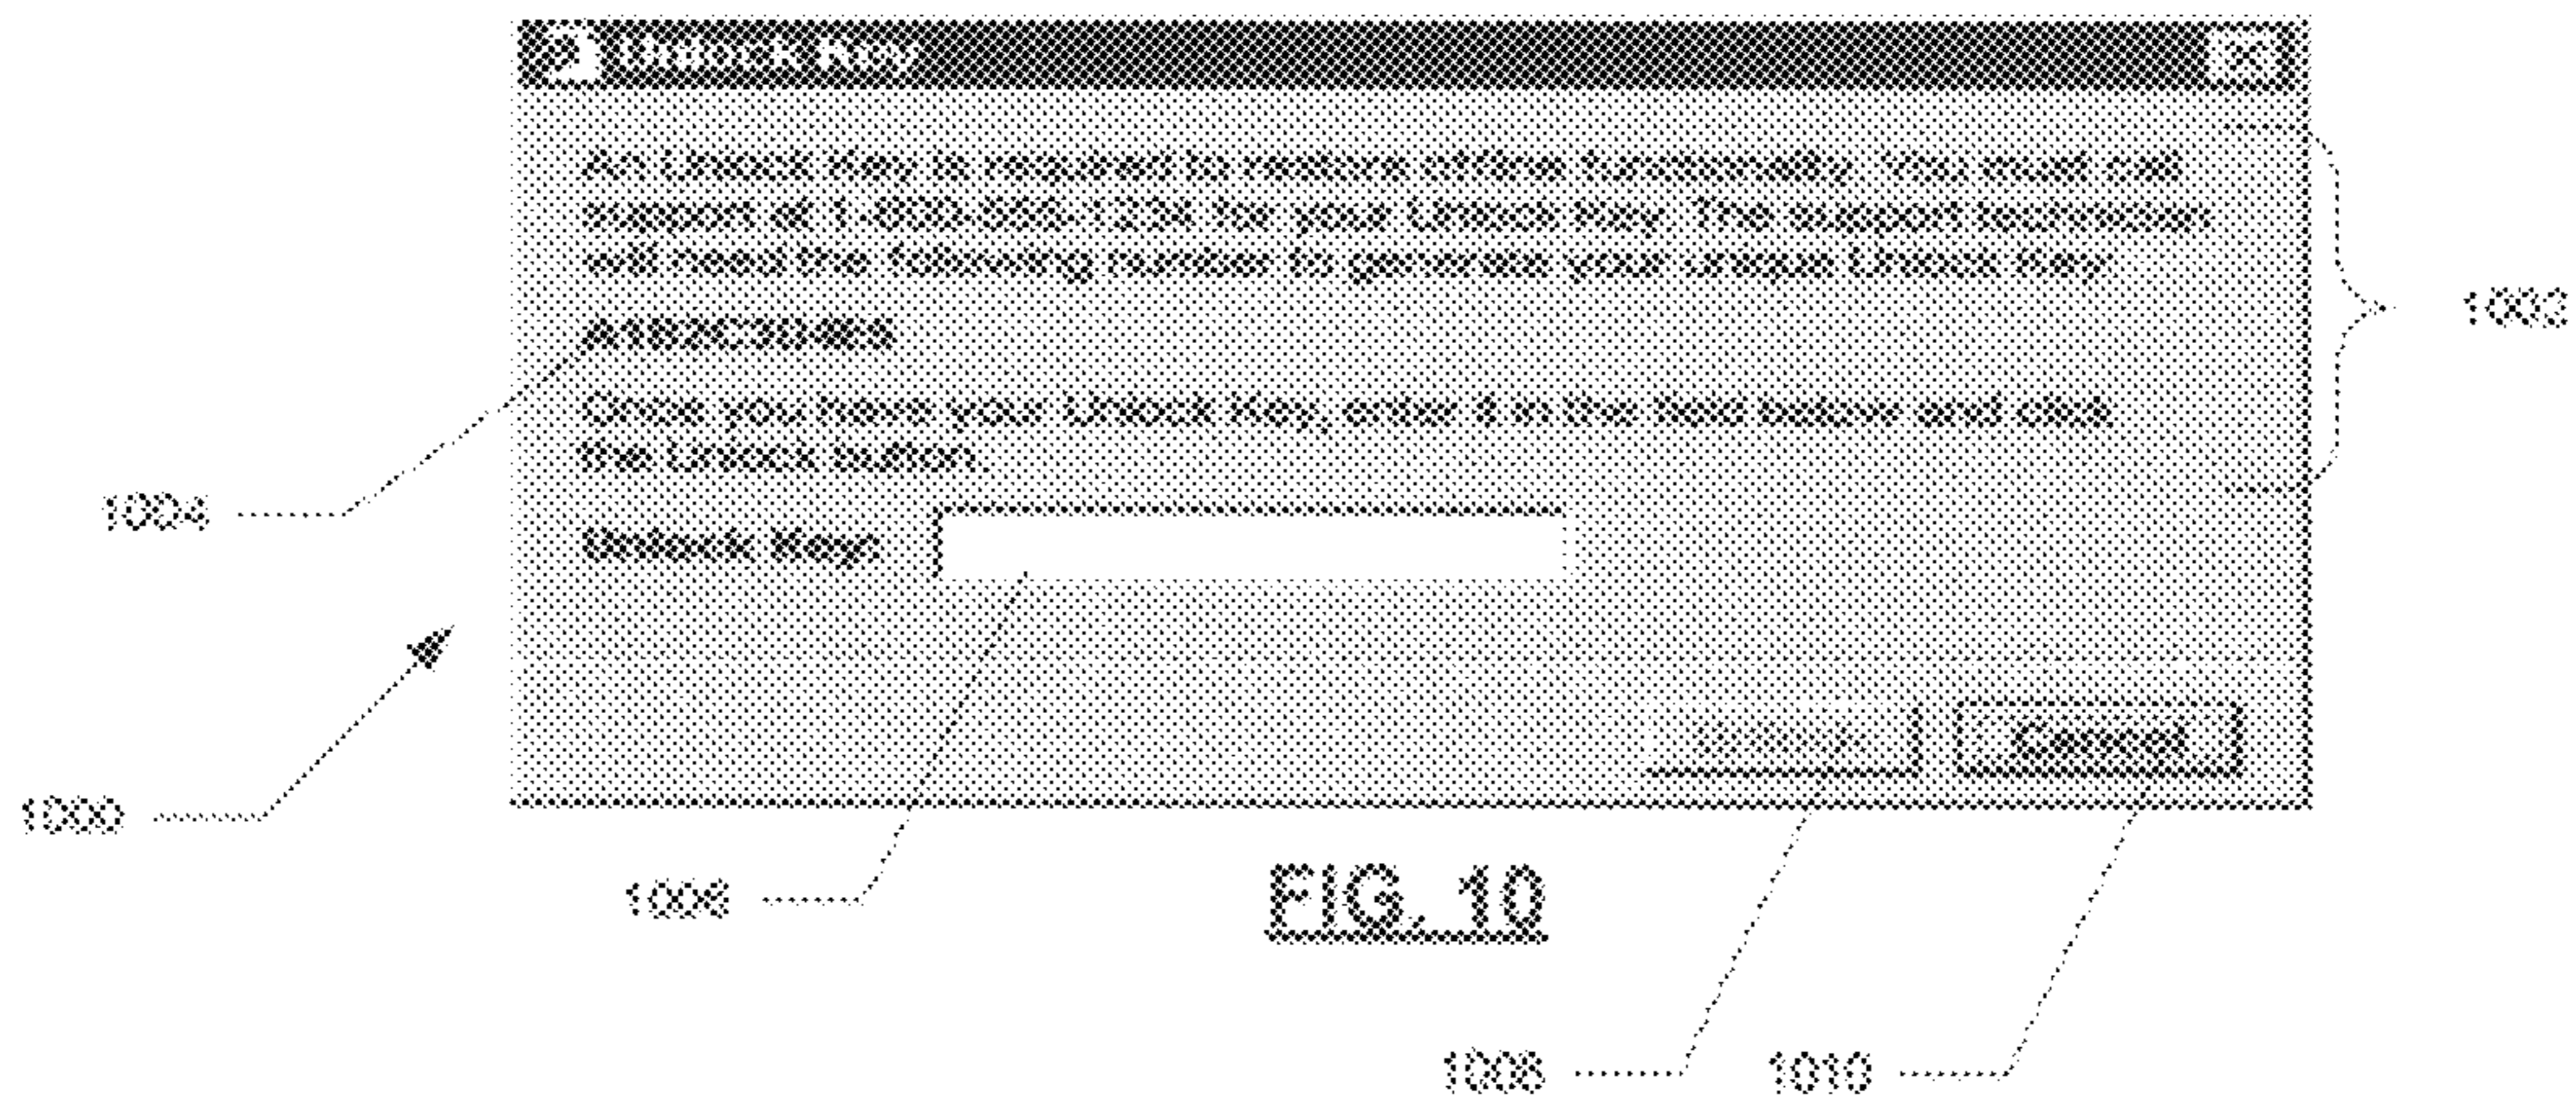 Unlock Key
An Unlock Key is required to restore offline functionality. You must call
support at 1-800-555-1234 for your Unlock Key. The support technician
will need the following number to generate your unique Unlock Key:
A1B2C3D4E5
Once you have your Unlock Key, enter it in the field below and click
the Unlock button.
Unlock Key:
Unlock Cancel
1002
1004
1000
1006
FIG. 10
1008 1010